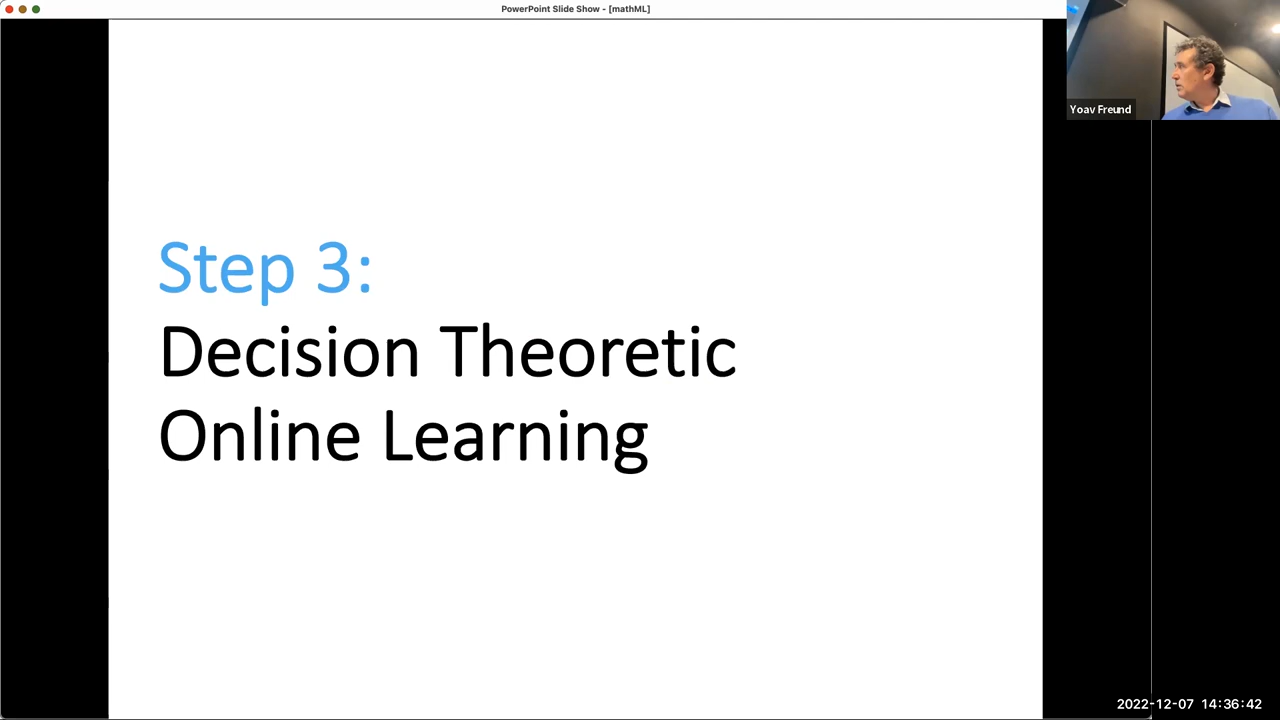 PowerPoint Slide Show - [mathML]
Yoav Freund
Step 3:
Decision Theoretic
Online Learning
2022-12-07 14:36:42